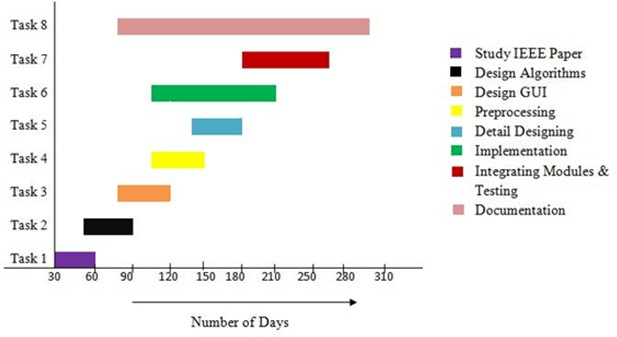 Task 8
Task 7
Task 6
Task 5
Task 4
Task 3
Task 2
Task 1
30 60 90 120 150 180 210 250 280 310
Number of Days
Study IEEE Paper
Design Algorithms
Design GUI
Preprocessing
Detail Designing
Implementation
Integrating Modules &
Testing
Documentation